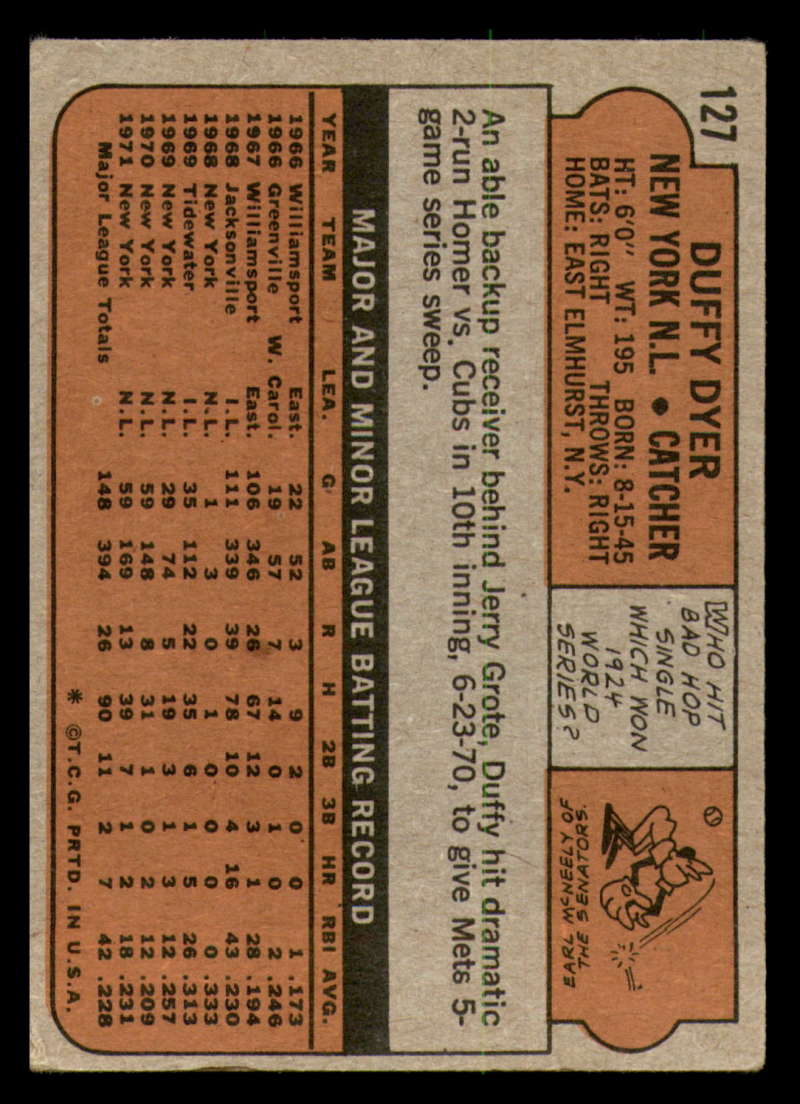 127
DUFFY DYER
NEW YORK N.L. • CATCHER
HT: 6'0" WT: 195 BORN: 8-15-45
BATS: RIGHT THROWS: RIGHT
HOME: EAST ELMHURST, N.Y.
WHO HIT
BAD HOP
SINGLE
WHICH WON
1924
WORLD
SERIES?
EARL McNEELY OF
THE SENATORS.
An able backup receiver behind Jerry Grote, Duffy hit dramatic
2-run Homer vs. Cubs in 10th inning, 6-23-70, to give Mets 5-
game series sweep.
MAJOR AND MINOR LEAGUE BATTING RECORD
YEAR TEAM LEA. G AB R H 2B 3B HR RBI AVG.
1966 Williamsport East. 22 52 3 9 2 0 0 1 .173
1966 Greenville W. Carol. 19 57 7 14 0 1 0 2 .246
1967 Williamsport East. 106 346 26 67 12 3 1 28 .194
1968 Jacksonville I.L. 111 339 39 78 10 4 16 43 .230
1968 New York N.L. 1 3 0 1 0 0 0 0 .333
1969 Tidewater I.L. 35 112 22 35 6 1 5 26 .313
1969 New York N.L. 29 74 5 19 3 1 3 12 .257
1970 New York N.L. 59 148 8 31 1 0 2 12 .209
1971 New York N.L. 59 169 13 39 7 1 2 18 .231
Major League Totals 148 394 26 90 11 2 7 42 .228
* ©T.C.G. PRTD. IN U.S.A.